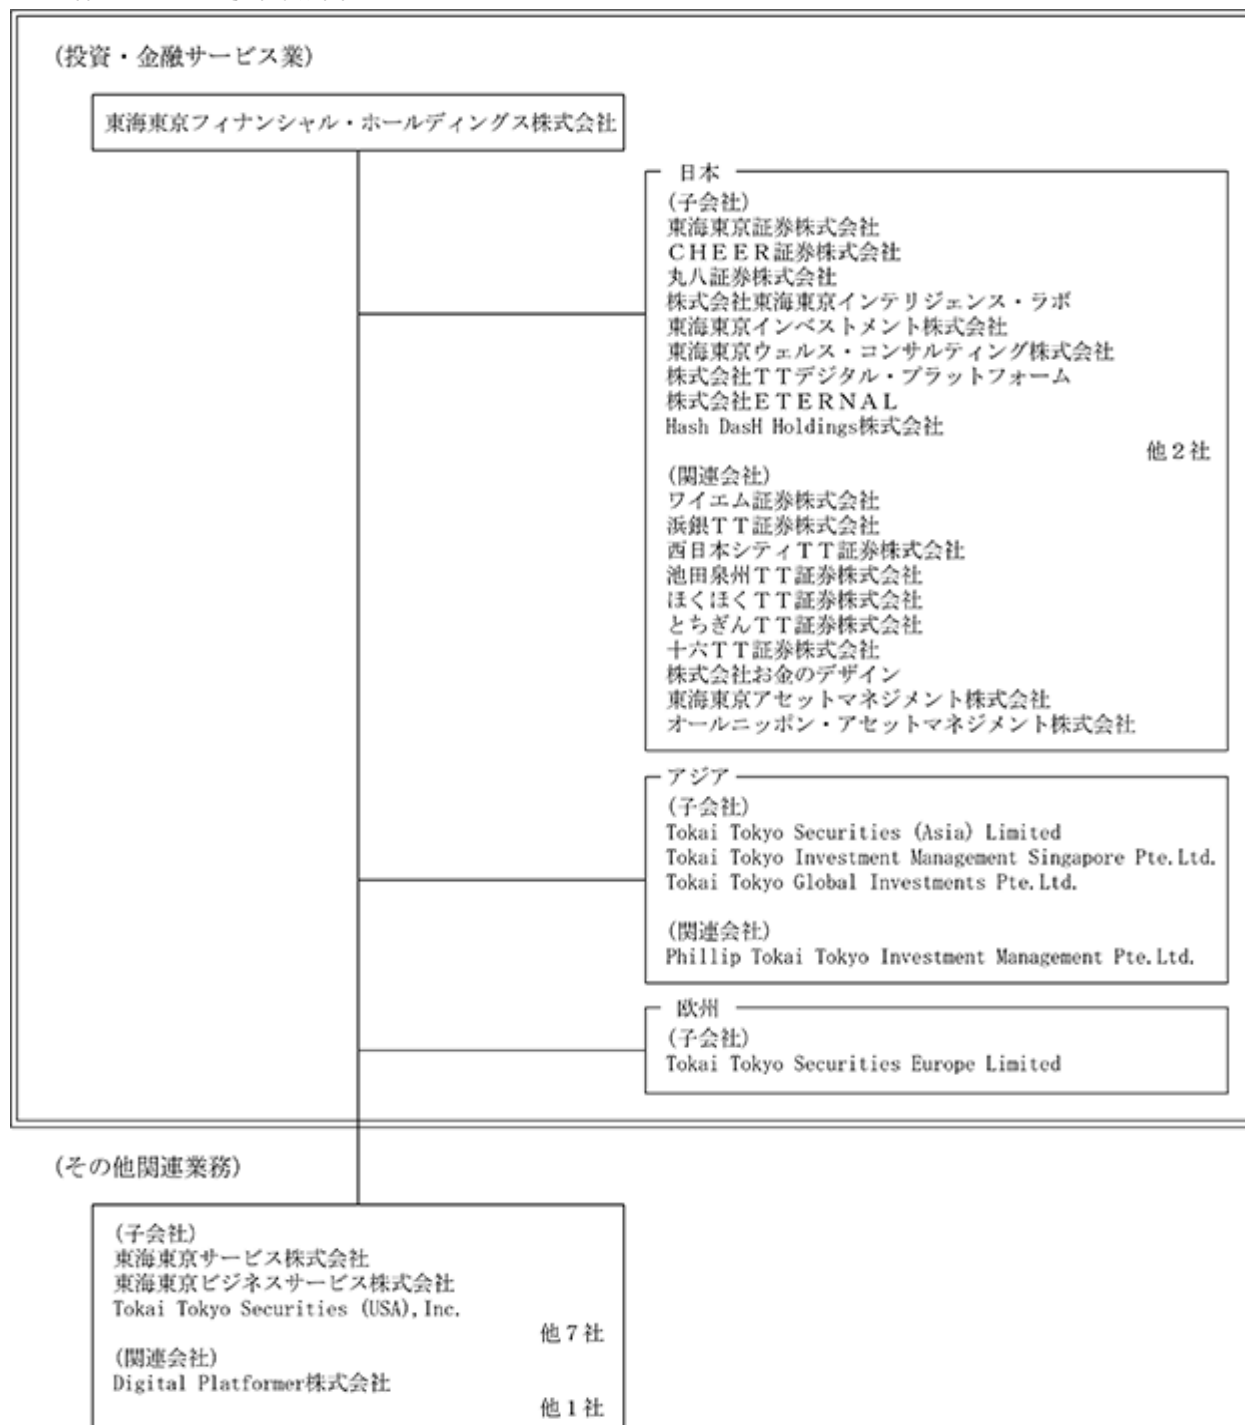 (投資・金融サービス業)
東海東京フィナンシャル・ホールディングス株式会社
日本
(子会社)
東海東京証券株式会社
ＣＨＥＥＲ証券株式会社
丸八証券株式会社
株式会社東海東京インテリジェンス・ラボ
東海東京インベストメント株式会社
東海東京ウェルス・コンサルティング株式会社
株式会社ＴＴデジタル・プラットフォーム
株式会社ＥＴＥＲＮＡＬ
Hash DasH Holdings株式会社
他２社
(関連会社)
ワイエム証券株式会社
浜銀ＴＴ証券株式会社
西日本シティＴＴ証券株式会社
池田泉州ＴＴ証券株式会社
ほくほくＴＴ証券株式会社
とちぎんＴＴ証券株式会社
十六ＴＴ証券株式会社
株式会社お金のデザイン
東海東京アセットマネジメント株式会社
オールニッポン・アセットマネジメント株式会社
アジア
(子会社)
Tokai Tokyo Securities (Asia) Limited
Tokai Tokyo Investment Management Singapore Pte.Ltd.
Tokai Tokyo Global Investments Pte.Ltd.
(関連会社)
Phillip Tokai Tokyo Investment Management Pte.Ltd.
欧州
(子会社)
Tokai Tokyo Securities Europe Limited
(その他関連業務)
(子会社)
東海東京サービス株式会社
東海東京ビジネスサービス株式会社
Tokai Tokyo Securities (USA),Inc.
他７社
(関連会社)
Digital Platformer株式会社
他１社